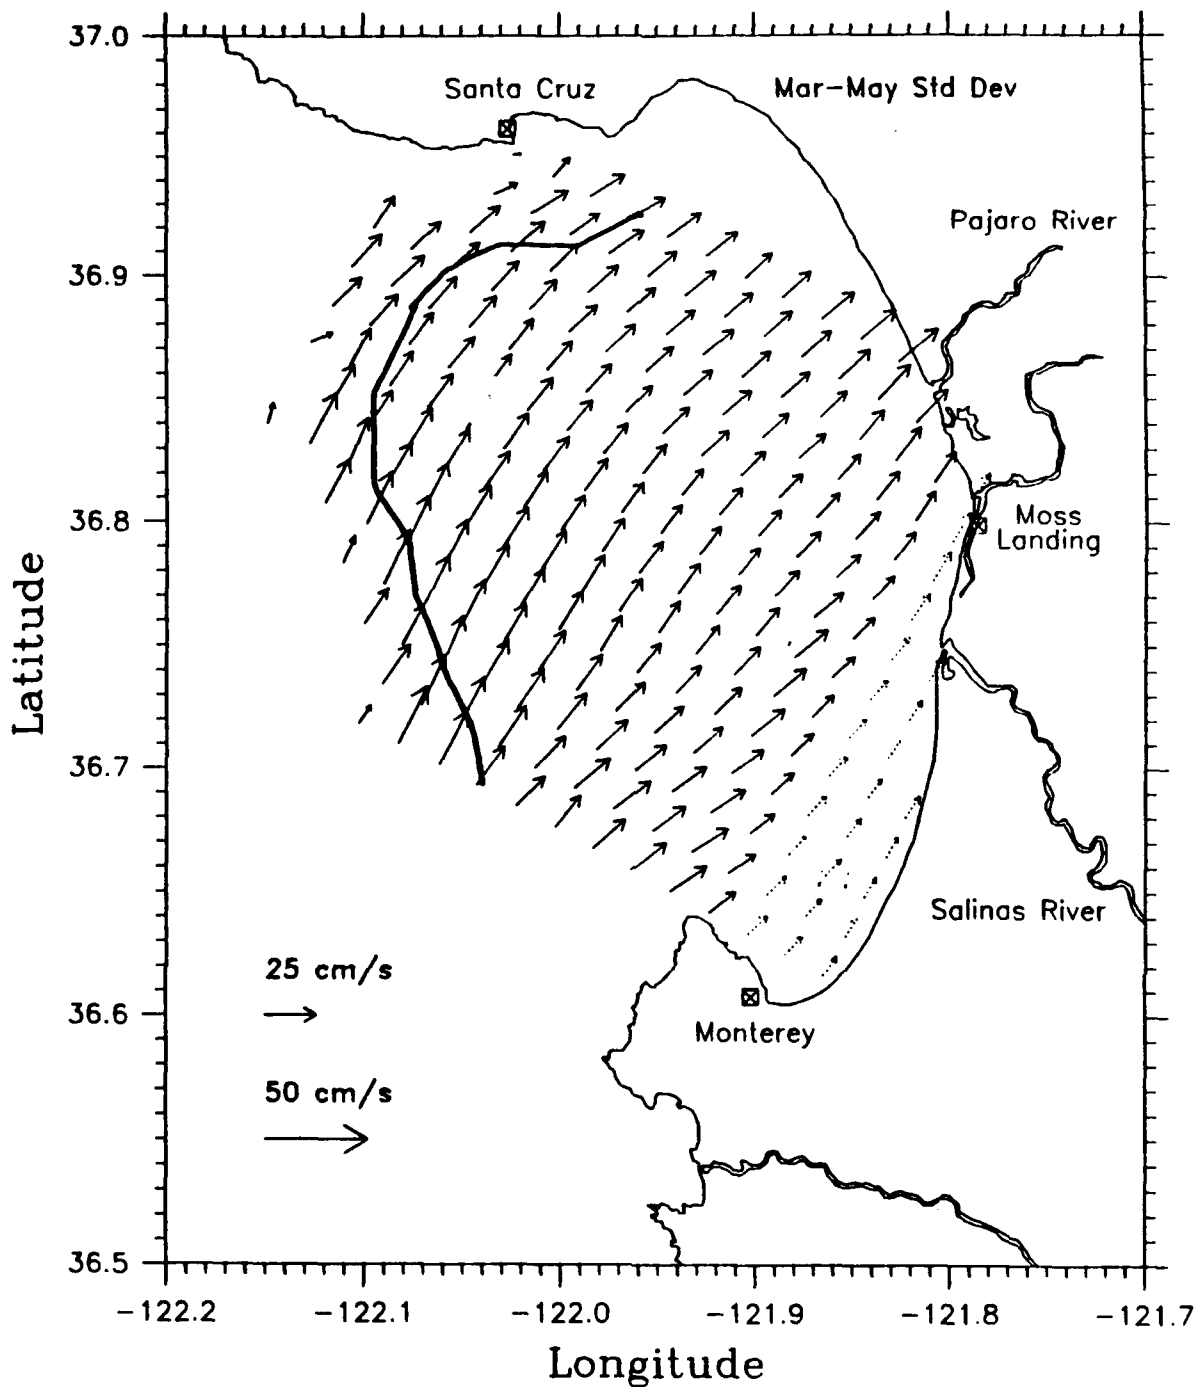 37.0
Santa Cruz
Mar-May Std Dev
Pajaro River
36.9
36.8
Moss
Landing
Latitude
36.7
Salinas River
25 cm/s
36.6
Monterey
50 cm/s
36.5
-122.2 -122.1 -122.0 -121.9 -121.8 -121.7
Longitude